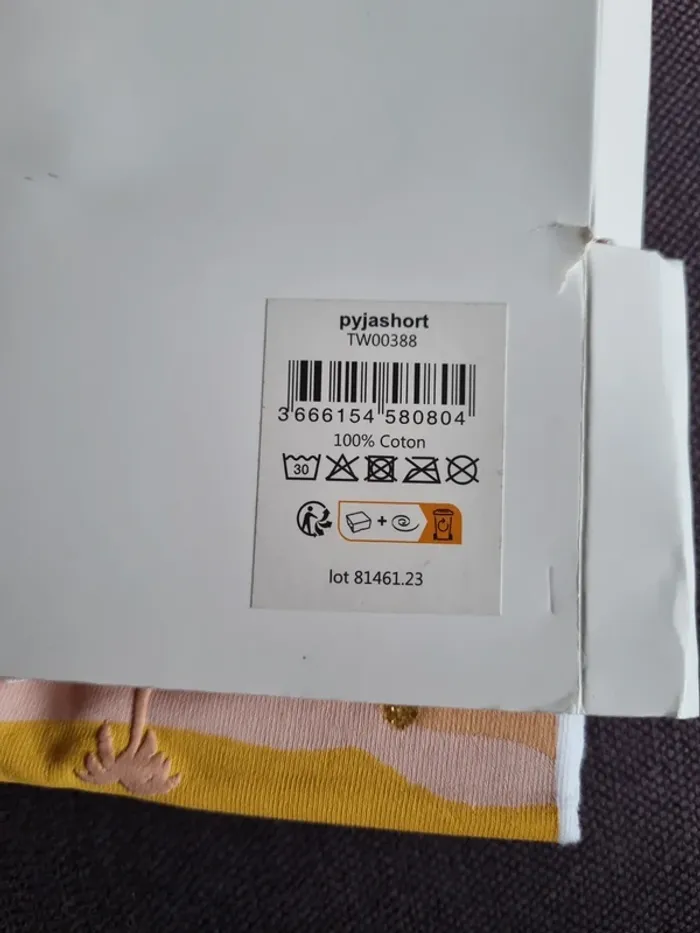 pyjashort
TW00388
3 666154 580804
100% Coton
30
lot 81461.23